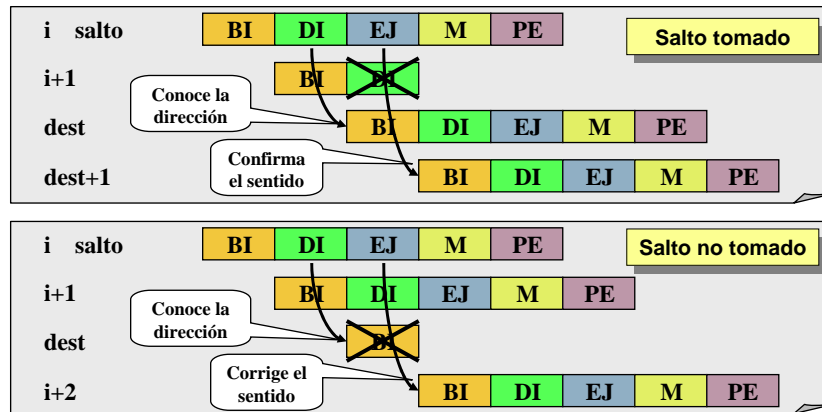 i salto BI DI EJ M PE Salto tomado
i+1 BI DI
Conoce la
dirección
dest BI DI EJ M PE
Confirma
el sentido
dest+1 BI DI EJ M PE
i salto BI DI EJ M PE Salto no tomado
i+1 BI DI EJ M PE
Conoce la
dirección
dest BI
Corrige el
sentido
i+2 BI DI EJ M PE